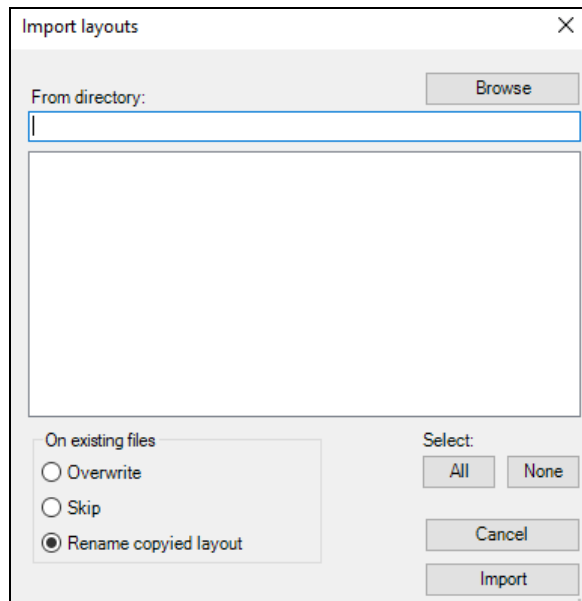 Import layouts
Browse
From directory:
On existing files
Overwrite
Skip
Rename copyied layout
Select:
All None
Cancel
Import